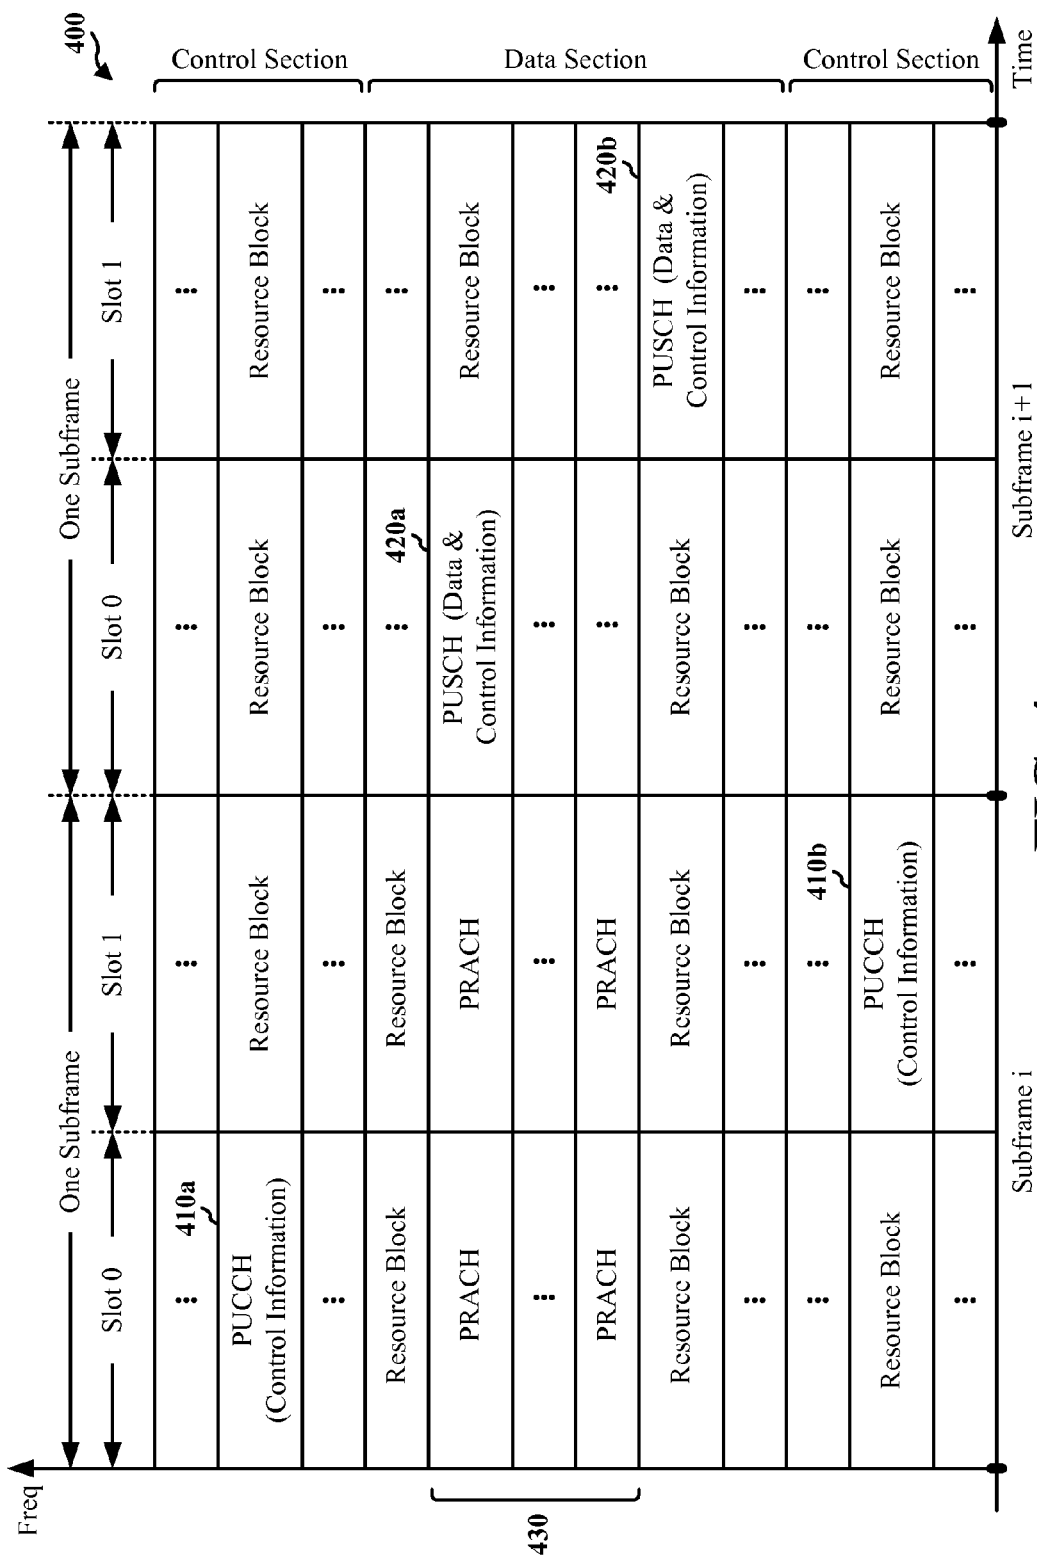 Freq
400
One Subframe
One Subframe
Slot 0
Slot 1
Slot 0
Slot 1
...
410a
...
...
...
PUCCH
(Control Information)
Resource Block
Resource Block
Resource Block
Control Section
...
...
...
...
Resource Block
Resource Block
...
420a
...
PRACH
PRACH
PUSCH (Data &
Control Information)
Resource Block
430
...
...
...
...
Data Section
PRACH
PRACH
...
...
420b
Resource Block
Resource Block
Resource Block
PUSCH (Data &
Control Information)
...
...
...
...
...
...
410b
...
...
Resource Block
PUCCH
(Control Information)
Resource Block
Resource Block
Control Section
...
...
...
...
Subframe i
Subframe i+1
Time